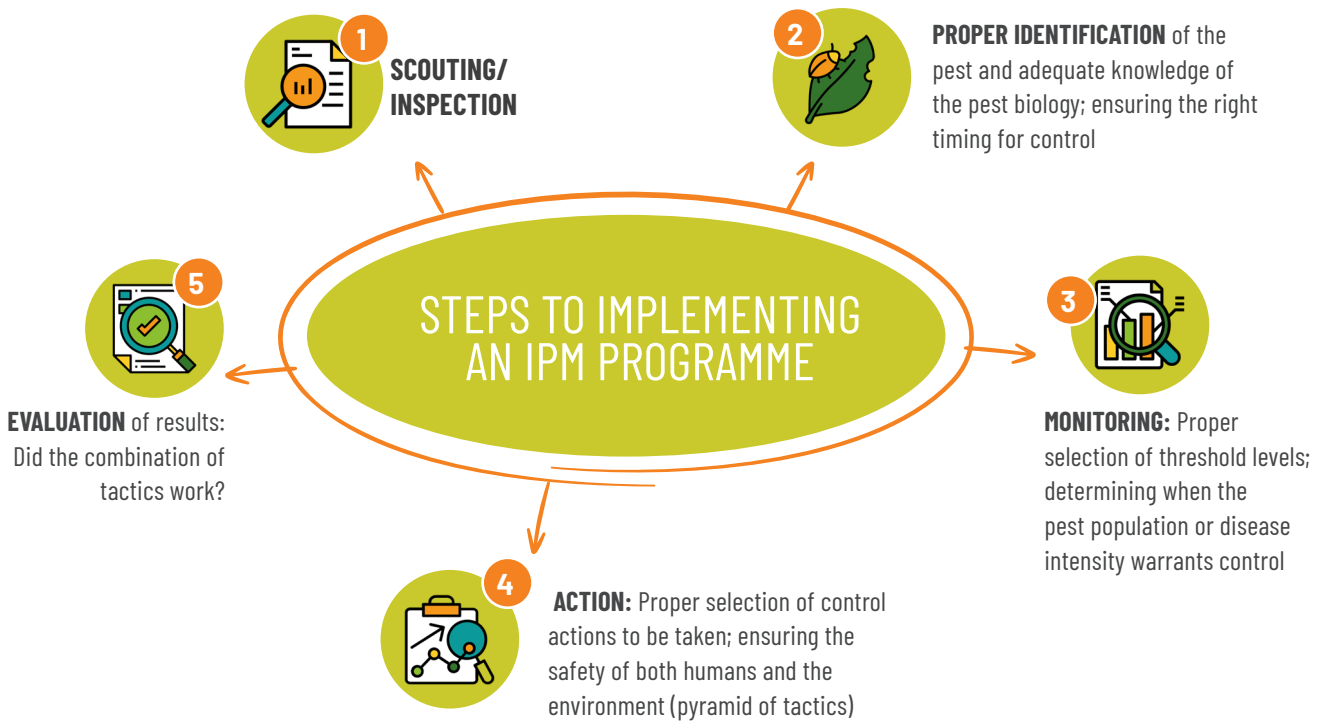 STEPS TO IMPLEMENTING
AN IPM PROGRAMME
1
SCOUTING/
INSPECTION
2
PROPER IDENTIFICATION of the
pest and adequate knowledge of
the pest biology; ensuring the right
timing for control
3
MONITORING: Proper
selection of threshold levels;
determining when the
pest population or disease
intensity warrants control
4
ACTION: Proper selection of control
actions to be taken; ensuring the
safety of both humans and the
environment (pyramid of tactics)
5
EVALUATION of results:
Did the combination of
tactics work?